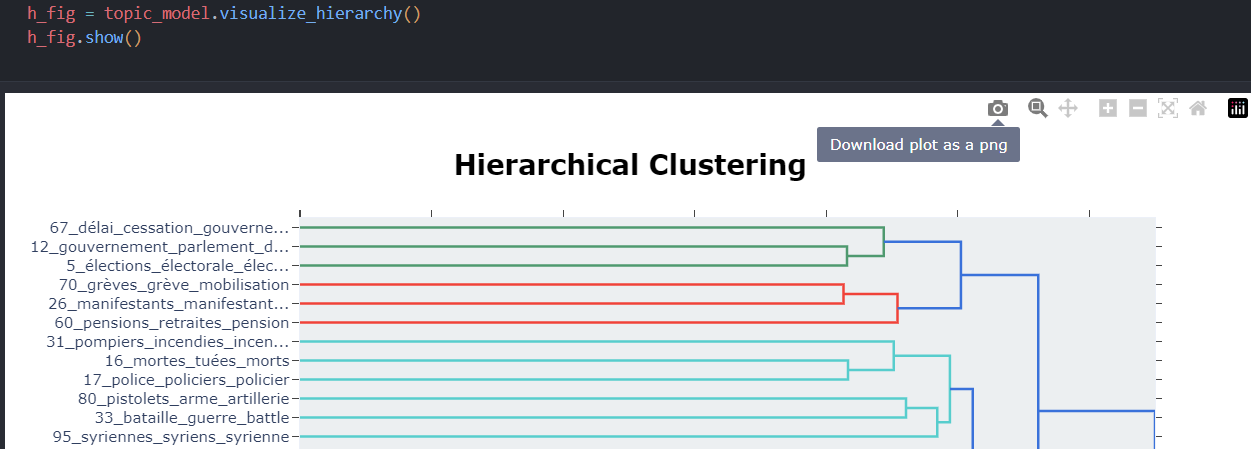 h_fig = topic_model.visualize_hierarchy()
h_fig.show()
Download plot as a png
Hierarchical Clustering
67_délai_cessation_gouverne...
12_gouvernement_parlement_d...
5_élections_électorale_élec...
70_grèves_grève_mobilisation
26_manifestants_manifestant...
60_pensions_retraites_pension
31_pompiers_incendies_incen...
16_mortes_tuées_morts
17_police_policiers_policier
80_pistolets_arme_artillerie
33_bataille_guerre_battle
95_syriennes_syriens_syrienne